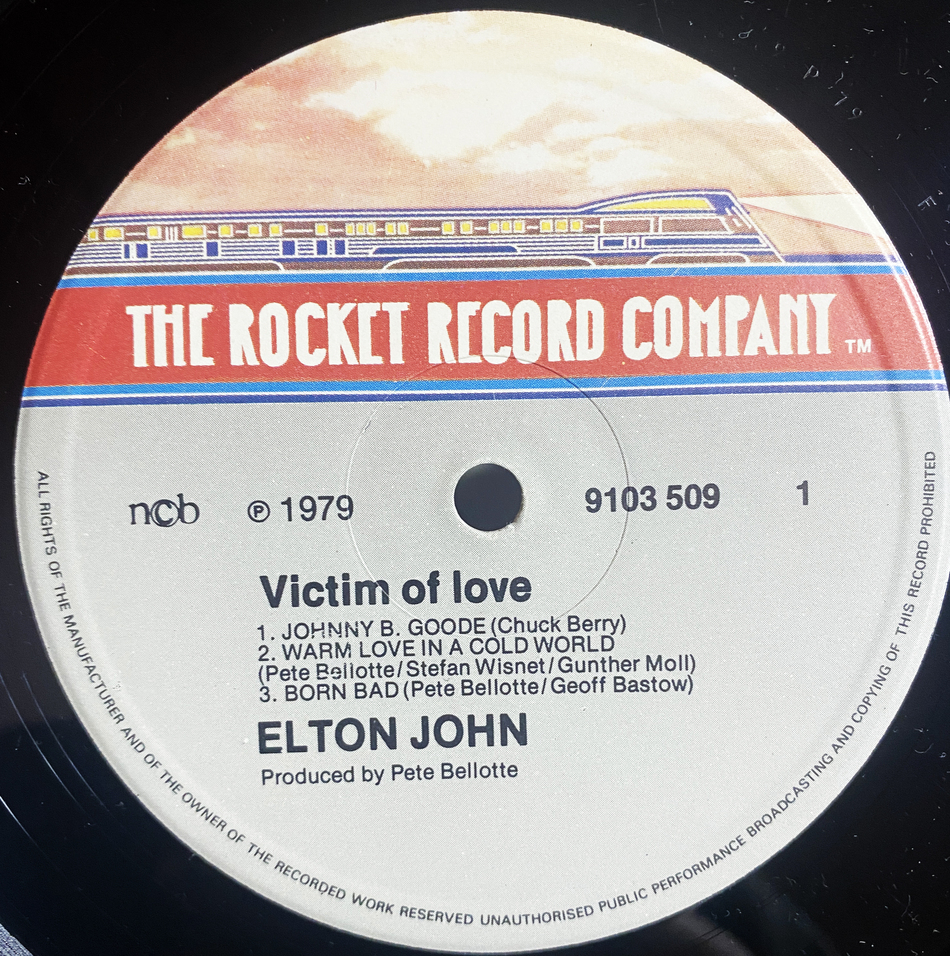 THE ROCKET RECORD COMPANY TM
ncb ℗ 1979 9103 509 1
Victim of love
1. JOHNNY B. GOODE (Chuck Berry)
2. WARM LOVE IN A COLD WORLD
(Pete Bellotte/Stefan Wisnet/Gunther Moll)
3. BORN BAD (Pete Bellotte/Geoff Bastow)
ELTON JOHN
Produced by Pete Bellotte
ALL RIGHTS OF THE MANUFACTURER AND OF THE OWNER OF THE RECORDED WORK RESERVED UNAUTHORISED PUBLIC PERFORMANCE BROADCASTING AND COPYING OF THIS RECORD PROHIBITED